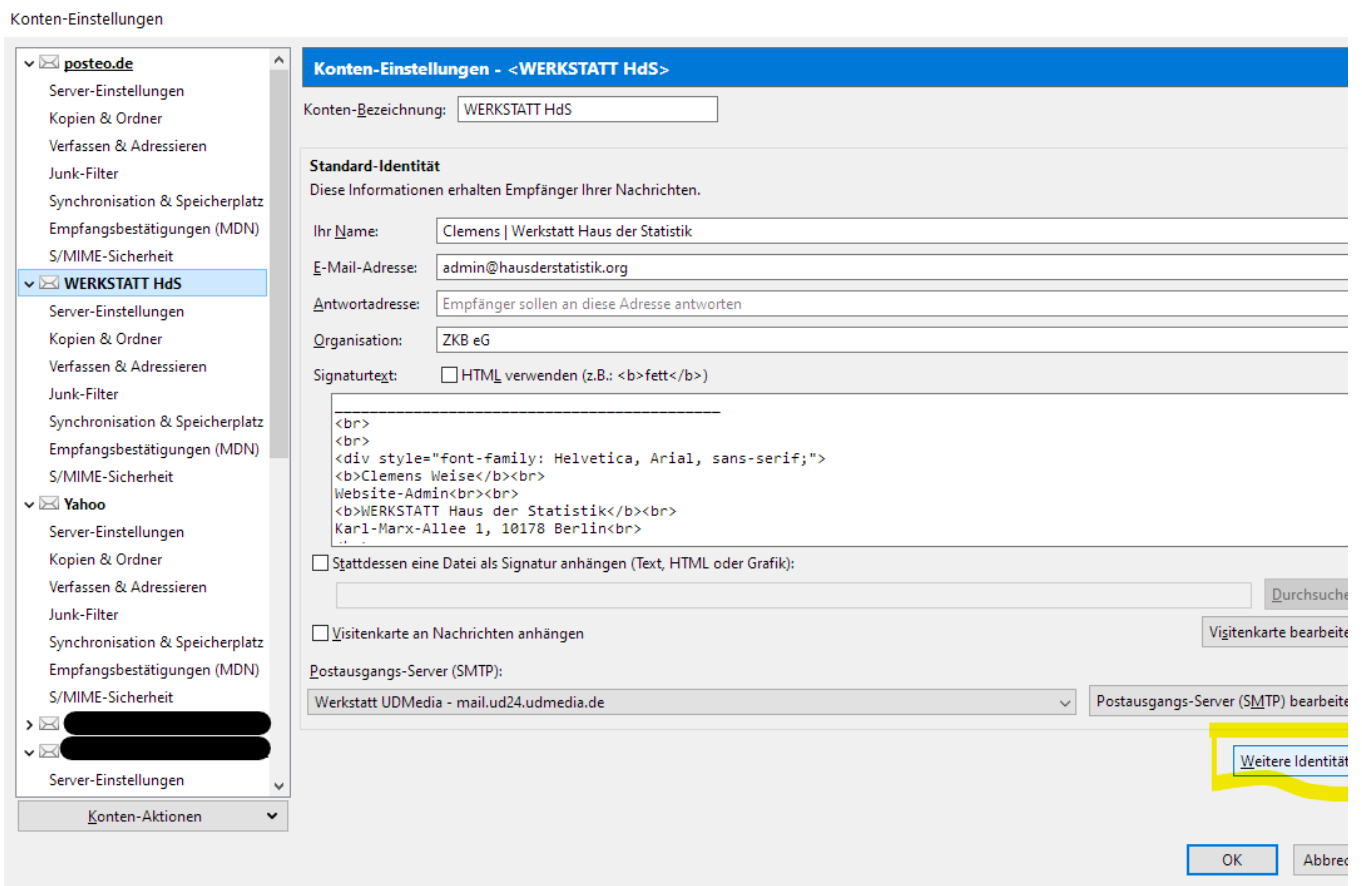 Konten-Einstellungen
posteo.de
Server-Einstellungen
Kopien & Ordner
Verfassen & Adressieren
Junk-Filter
Synchronisation & Speicherplatz
Empfangsbestätigungen (MDN)
S/MIME-Sicherheit
WERKSTATT HdS
Server-Einstellungen
Kopien & Ordner
Verfassen & Adressieren
Junk-Filter
Synchronisation & Speicherplatz
Empfangsbestätigungen (MDN)
S/MIME-Sicherheit
Yahoo
Server-Einstellungen
Kopien & Ordner
Verfassen & Adressieren
Junk-Filter
Synchronisation & Speicherplatz
Empfangsbestätigungen (MDN)
S/MIME-Sicherheit
Server-Einstellungen
Konten-Aktionen
Konten-Einstellungen - <WERKSTATT HdS>
Konten-Bezeichnung: WERKSTATT HdS
Standard-Identität
Diese Informationen erhalten Empfänger Ihrer Nachrichten.
Ihr Name: Clemens | Werkstatt Haus der Statistik
E-Mail-Adresse: admin@hausderstatistik.org
Antwortadresse: Empfänger sollen an diese Adresse antworten
Organisation: ZKB eG
Signaturtext: HTML verwenden (z.B.: <b>fett</b>)
____________________________________________
<br>
<br>
<div style="font-family: Helvetica, Arial, sans-serif;">
<b>Clemens Weise</b><br>
Website-Admin<br><br>
<b>WERKSTATT Haus der Statistik</b><br>
Karl-Marx-Allee 1, 10178 Berlin<br>
Stattdessen eine Datei als Signatur anhängen (Text, HTML oder Grafik):
Durchsuche
Visitenkarte an Nachrichten anhängen
Visitenkarte bearbeite
Postausgangs-Server (SMTP):
Werkstatt UDMedia - mail.ud24.udmedia.de
Postausgangs-Server (SMTP) bearbeite
Weitere Identität
OK
Abbrec